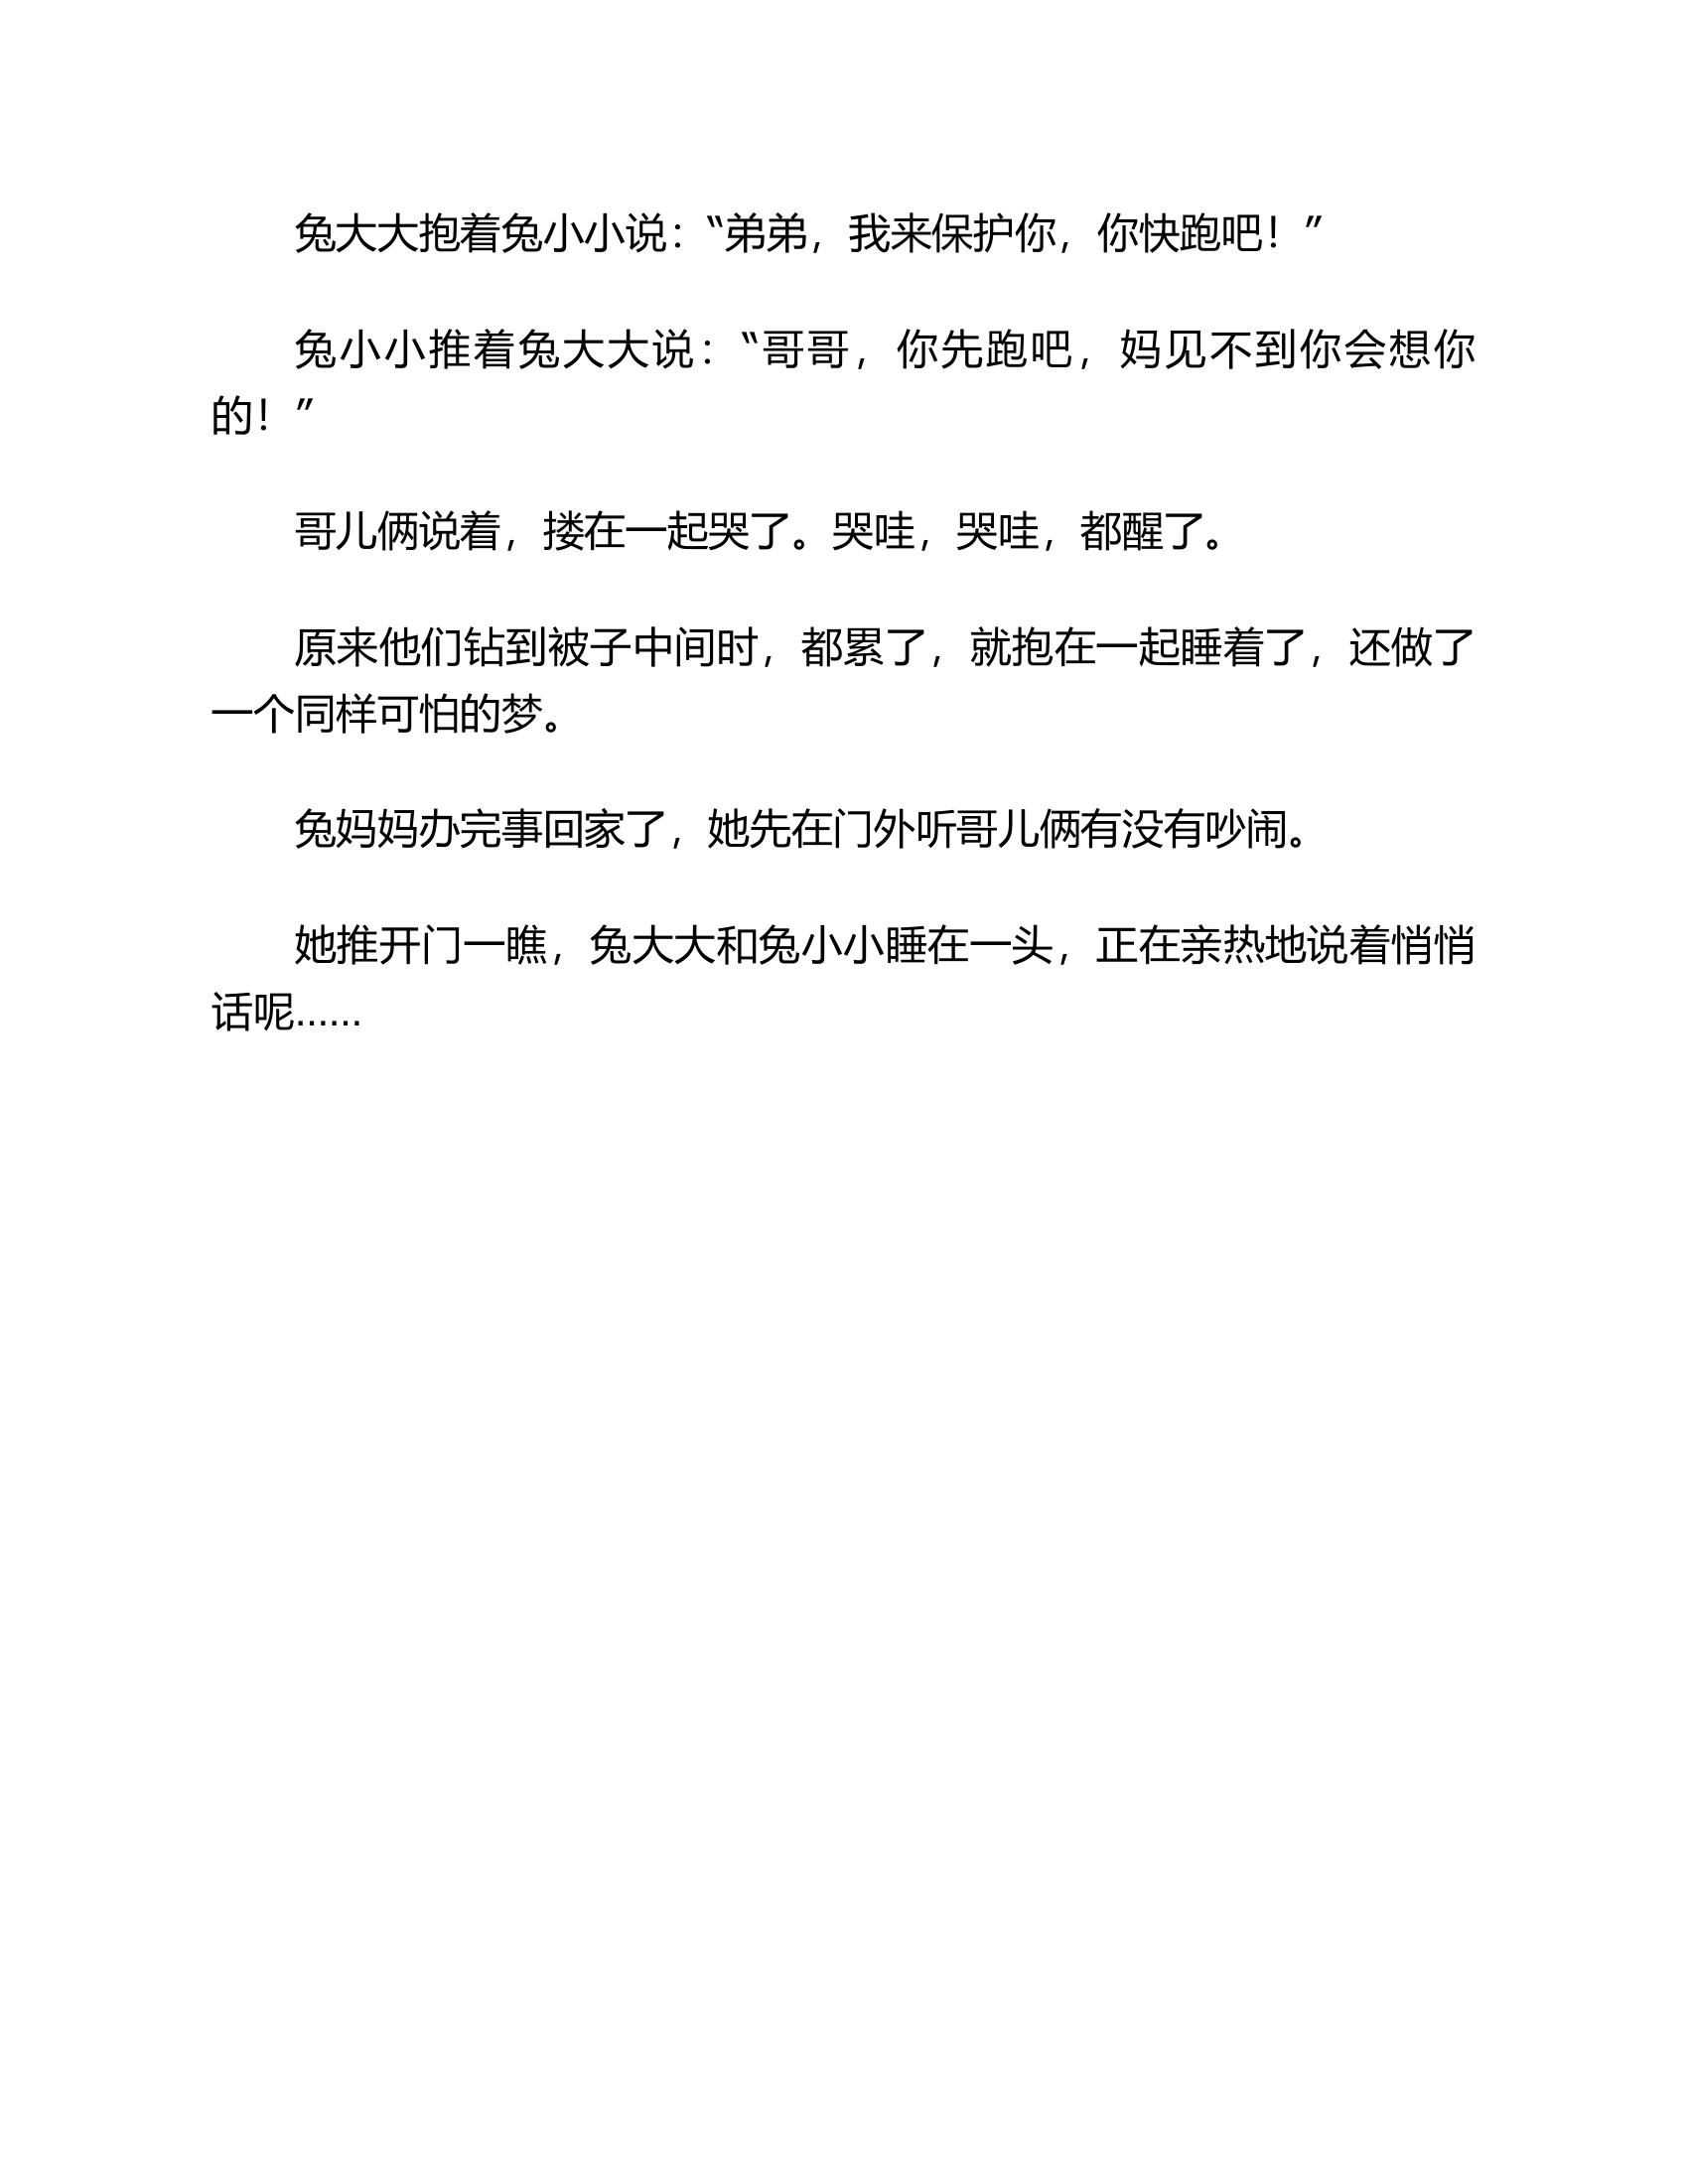 兔大大抱着兔小小说：“弟弟，我来保护你，你快跑吧！”
兔小小推着兔大大说：“哥哥，你先跑吧，妈见不到你会想你
的！”
哥儿俩说着，搂在一起哭了。哭哇，哭哇，都醒了。
原来他们钻到被子中间时，都累了，就抱在一起睡着了，还做了
一个同样可怕的梦。
兔妈妈办完事回家了，她先在门外听哥儿俩有没有吵闹。
她推开门一瞧，兔大大和兔小小睡在一头，正在亲热地说着悄悄
话呢……